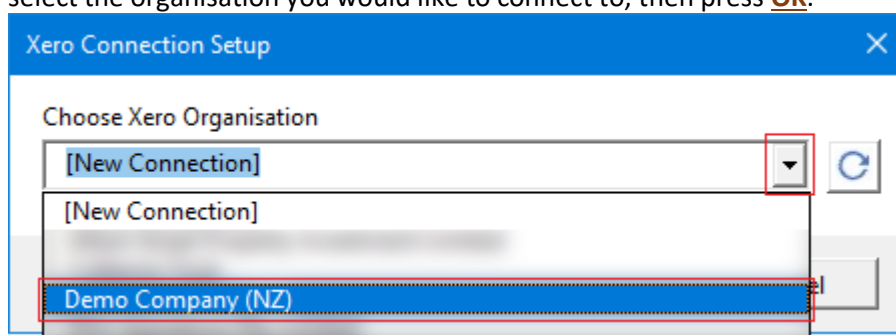 select the organisation you would like to connect to, then press OK.
Xero Connection Setup
Choose Xero Organisation
[New Connection]
[New Connection]
Demo Company (NZ)
el